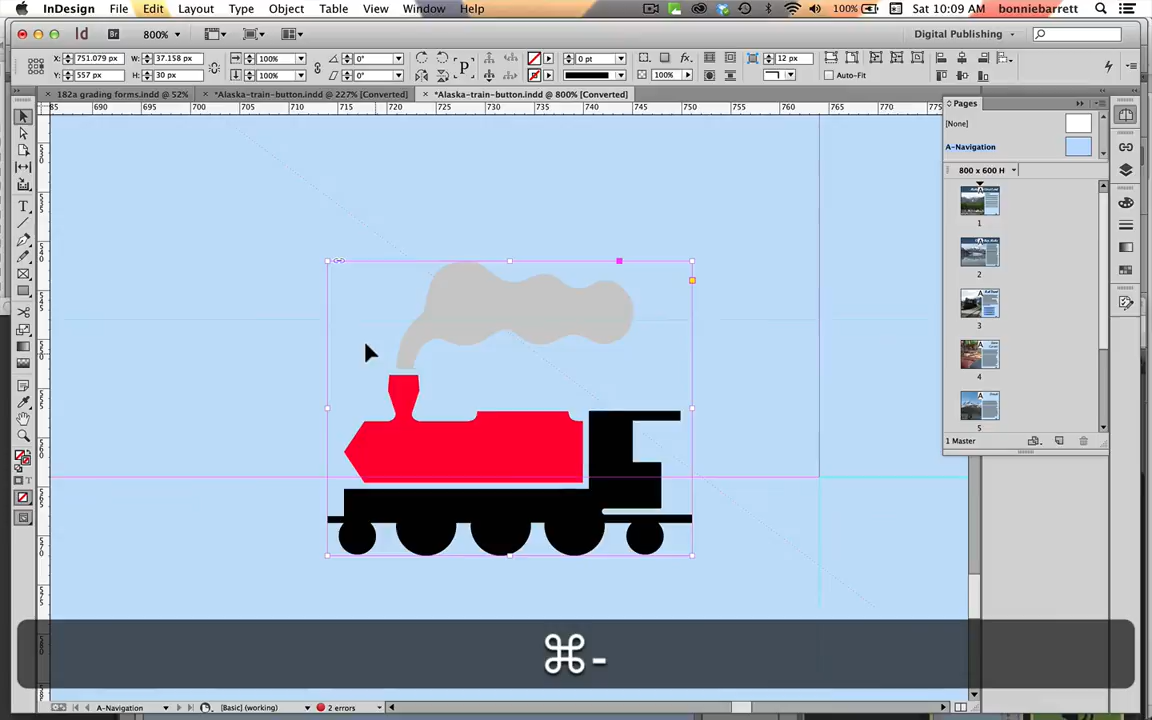 InDesign File Edit Layout Type Object Table View Window Help 100% Sat 10:09 AM bonniebarrett
Id Br 800% Digital Publishing
X: 751.079 px W: 37.158 px 100% 0° P fx. 0 pt 12 px
Y: 557 px H: 30 px 100% 0° 100% Auto-Fit
182a grading forms.indd @ 52% *Alaska-train-button.indd @ 227% [Converted] *Alaska-train-button.indd @ 800% [Converted]
695 700 705 710 715 720 725 730 735 740 745 750 755 760 765 770 775
Pages
[None]
A-Navigation
800 x 600 H
1
2
3
4
5
1 Master
⌘-
A-Navigation [Basic] (working) 2 errors